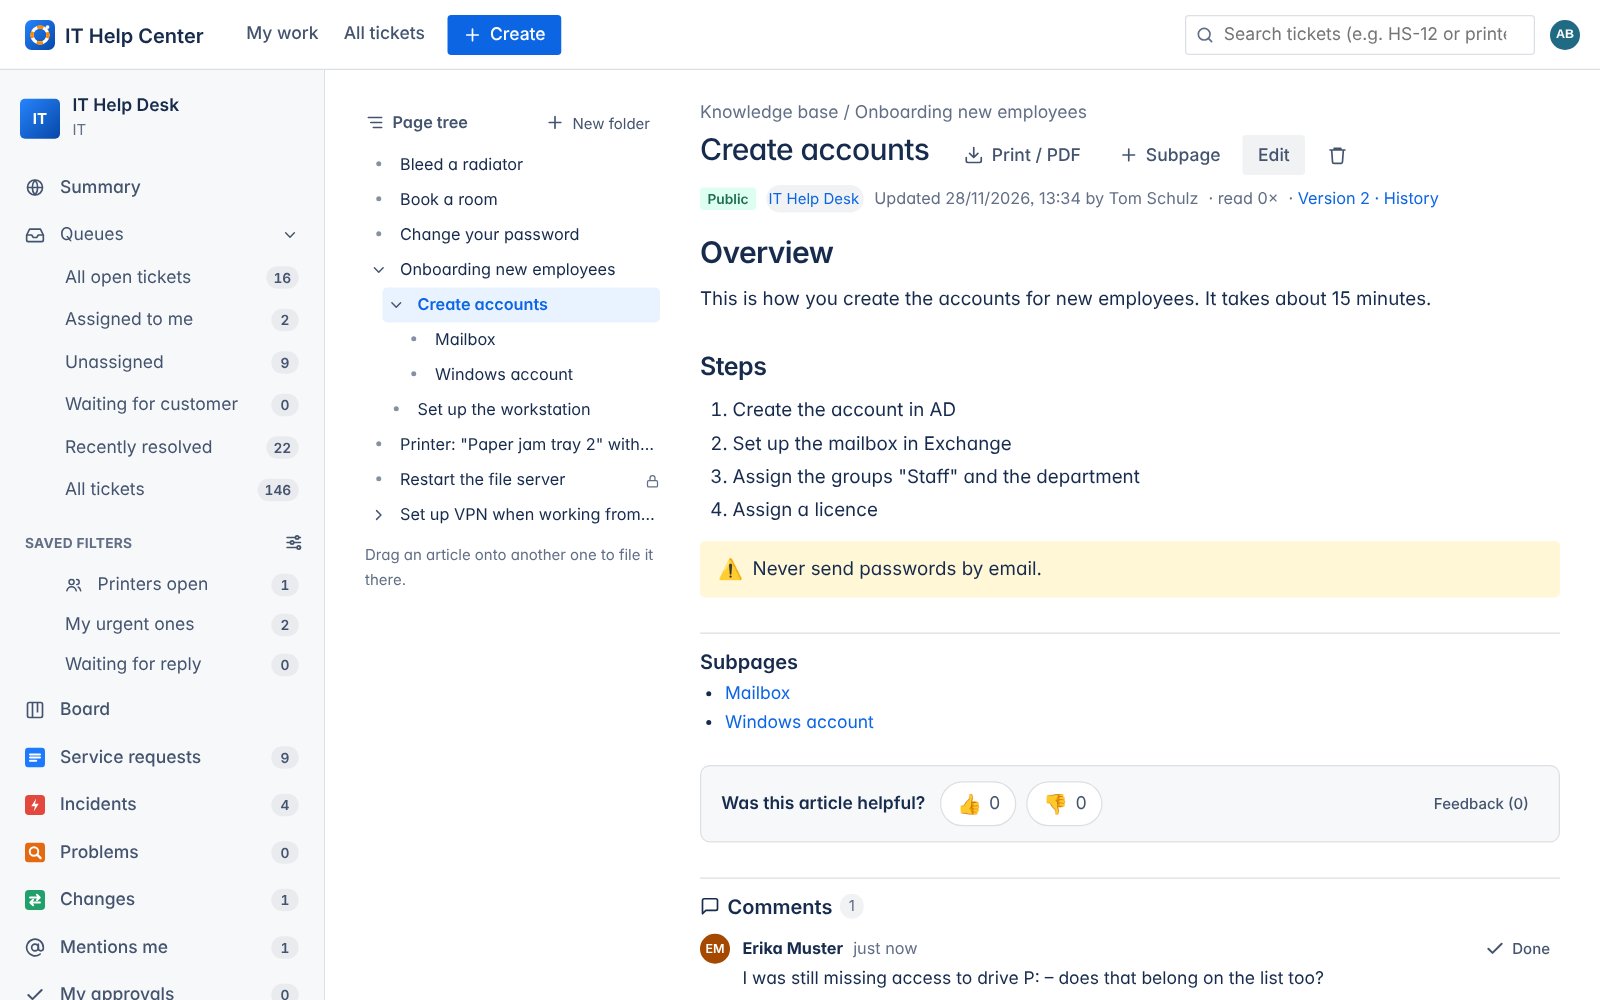 IT Help Center
My work
All tickets
Create
Search tickets (e.g. HS-12 or printe
AB
IT
IT Help Desk
IT
Summary
Queues
All open tickets 16
Assigned to me 2
Unassigned 9
Waiting for customer 0
Recently resolved 22
All tickets 146
SAVED FILTERS
Printers open 1
My urgent ones 2
Waiting for reply 0
Board
Service requests 9
Incidents 4
Problems 0
Changes 1
Mentions me 1
My approvals 0
Page tree
New folder
Bleed a radiator
Book a room
Change your password
Onboarding new employees
Create accounts
Mailbox
Windows account
Set up the workstation
Printer: "Paper jam tray 2" with...
Restart the file server
Set up VPN when working from...
Drag an article onto another one to file it
there.
Knowledge base / Onboarding new employees
Create accounts
Print / PDF
Subpage
Edit
Public IT Help Desk Updated 28/11/2026, 13:34 by Tom Schulz · read 0× · Version 2 · History
Overview
This is how you create the accounts for new employees. It takes about 15 minutes.
Steps
1. Create the account in AD
2. Set up the mailbox in Exchange
3. Assign the groups "Staff" and the department
4. Assign a licence
⚠️ Never send passwords by email.
Subpages
• Mailbox
• Windows account
Was this article helpful? 👍 0 👎 0 Feedback (0)
Comments 1
EM Erika Muster just now Done
I was still missing access to drive P: – does that belong on the list too?